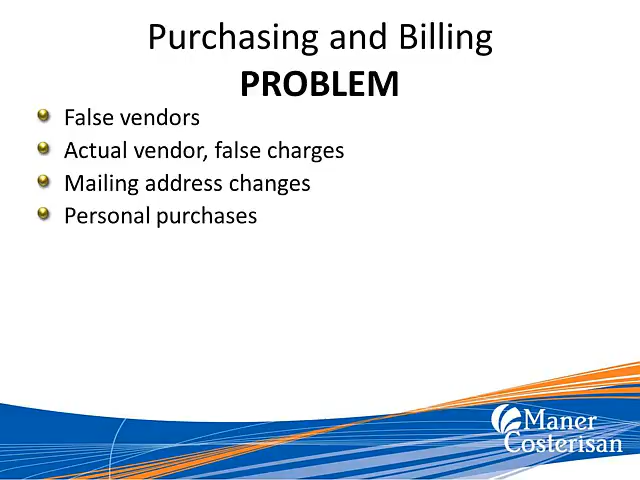 Purchasing and Billing
PROBLEM
False vendors
Actual vendor, false charges
Mailing address changes
Personal purchases
Maner
Costerisan